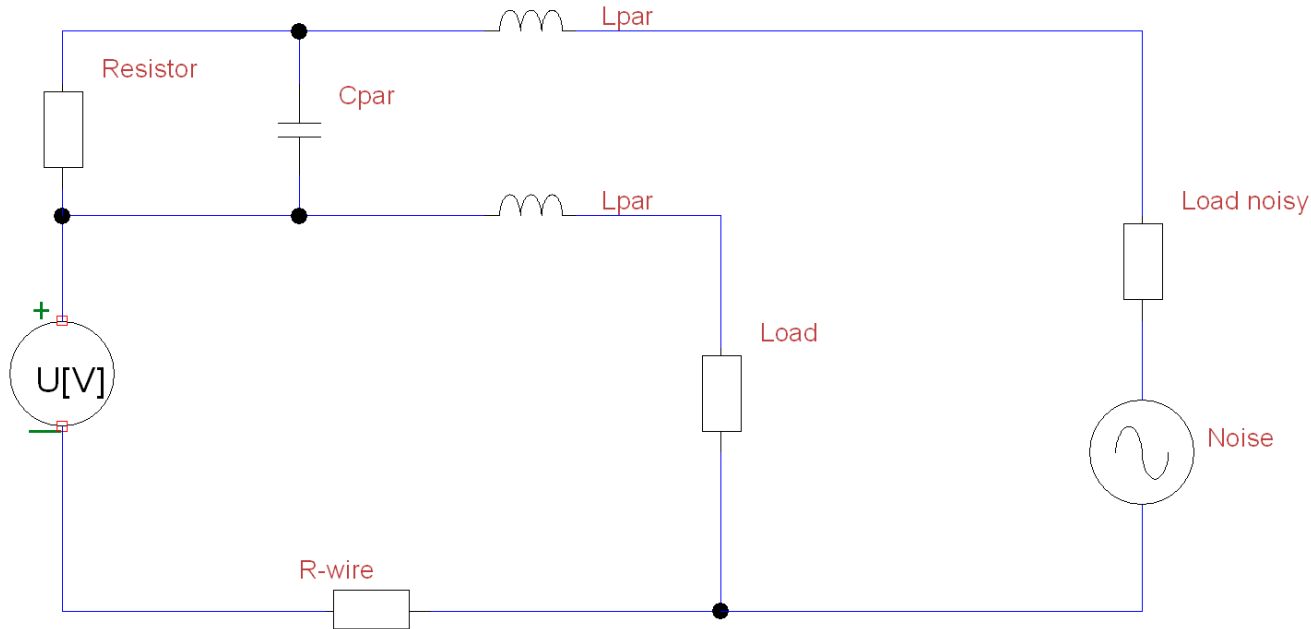 Lpar
Resistor
Cpar
Lpar
Load noisy
+
Load
U[V]
—
Noise
R-wire